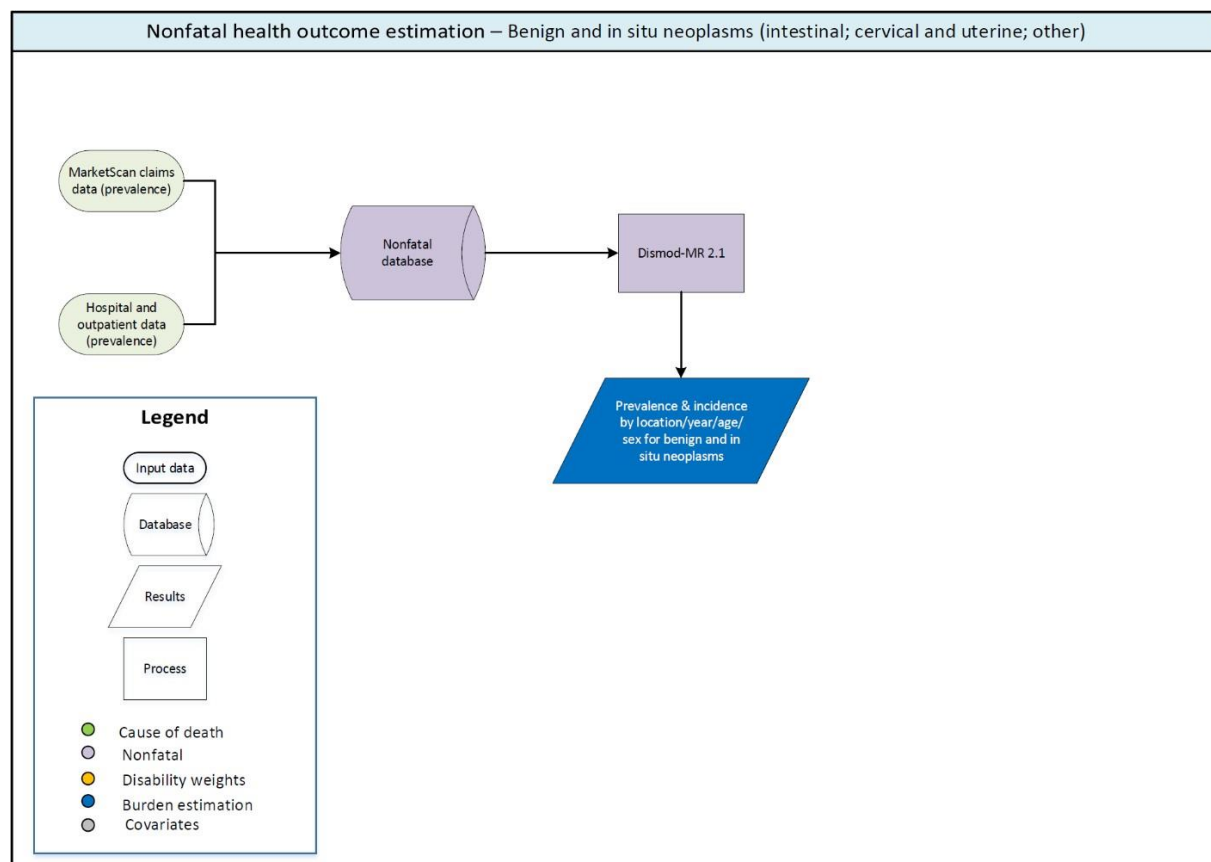 Nonfatal health outcome estimation – Benign and in situ neoplasms (intestinal; cervical and uterine; other)
MarketScan claims
data (prevalence)
Hospital and
outpatient data
(prevalence)
Nonfatal
database
Dismod-MR 2.1
Prevalence & incidence
by location/year/age/
sex for benign and in
situ neoplasms
Legend
Input data
Database
Results
Process
Cause of death
Nonfatal
Disability weights
Burden estimation
Covariates